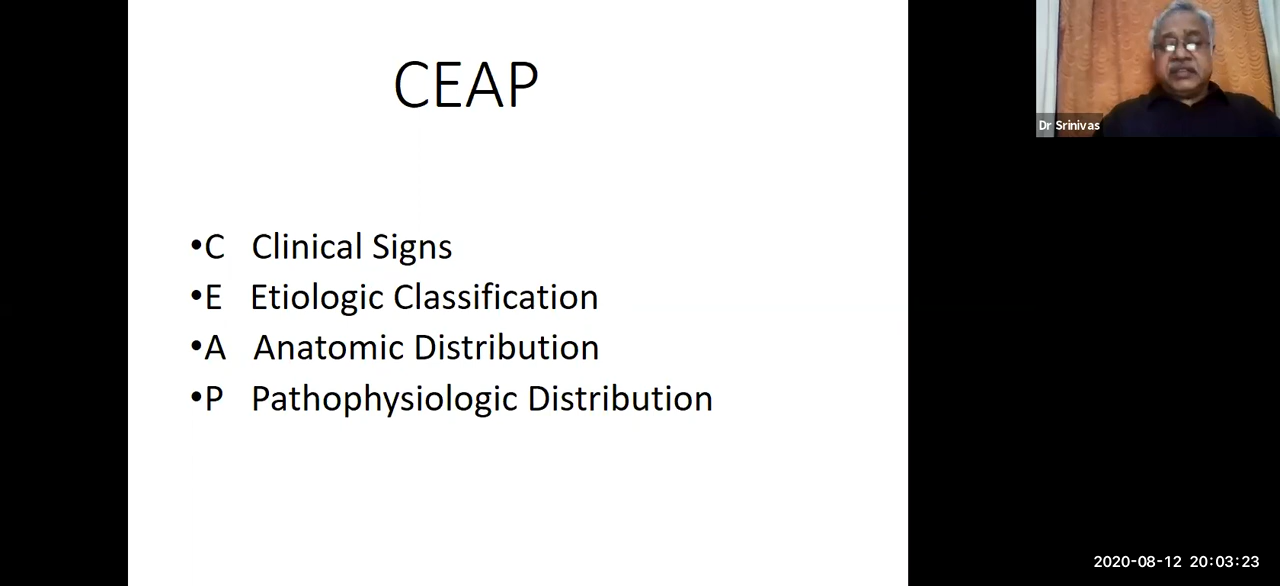 CEAP
•C Clinical Signs
•E Etiologic Classification
•A Anatomic Distribution
•P Pathophysiologic Distribution
Dr Srinivas
2020-08-12 20:03:23